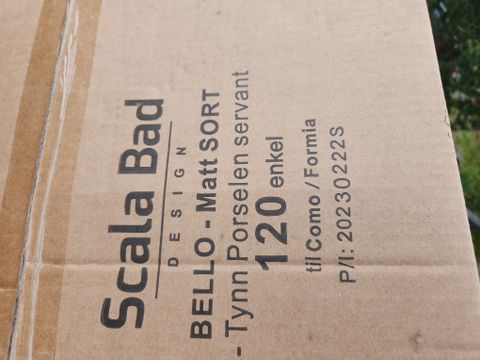 Scala Bad
DESIGN
BELLO - Matt SORT
- Tynn Porselen servant
120 enkel
til Como / Formia
P/I: 20230222S